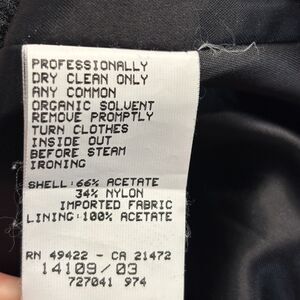 PROFESSIONALLY
DRY CLEAN ONLY
ANY COMMON
ORGANIC SOLVENT
REMOVE PROMPTLY
TURN CLOTHES
INSIDE OUT
BEFORE STEAM
IRONING
SHELL: 66% ACETATE
34% NYLON
IMPORTED FABRIC
LINING: 100% ACETATE
RN 49422 - CA 21472
14109/03
727041 974